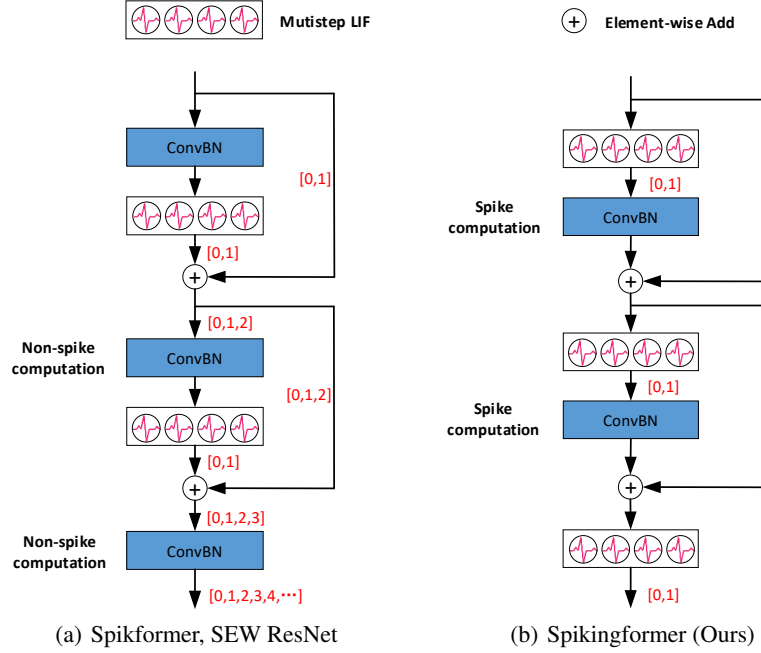 Mutistep LIF
Element-wise Add
ConvBN
[0,1]
[0,1]
[0,1,2]
Non-spike
computation
ConvBN
[0,1,2]
[0,1]
[0,1,2,3]
Non-spike
computation
ConvBN
[0,1,2,3,4,···]
(a) Spikformer, SEW ResNet
[0,1]
Spike
computation
ConvBN
[0,1]
Spike
computation
ConvBN
[0,1]
(b) Spikingformer (Ours)